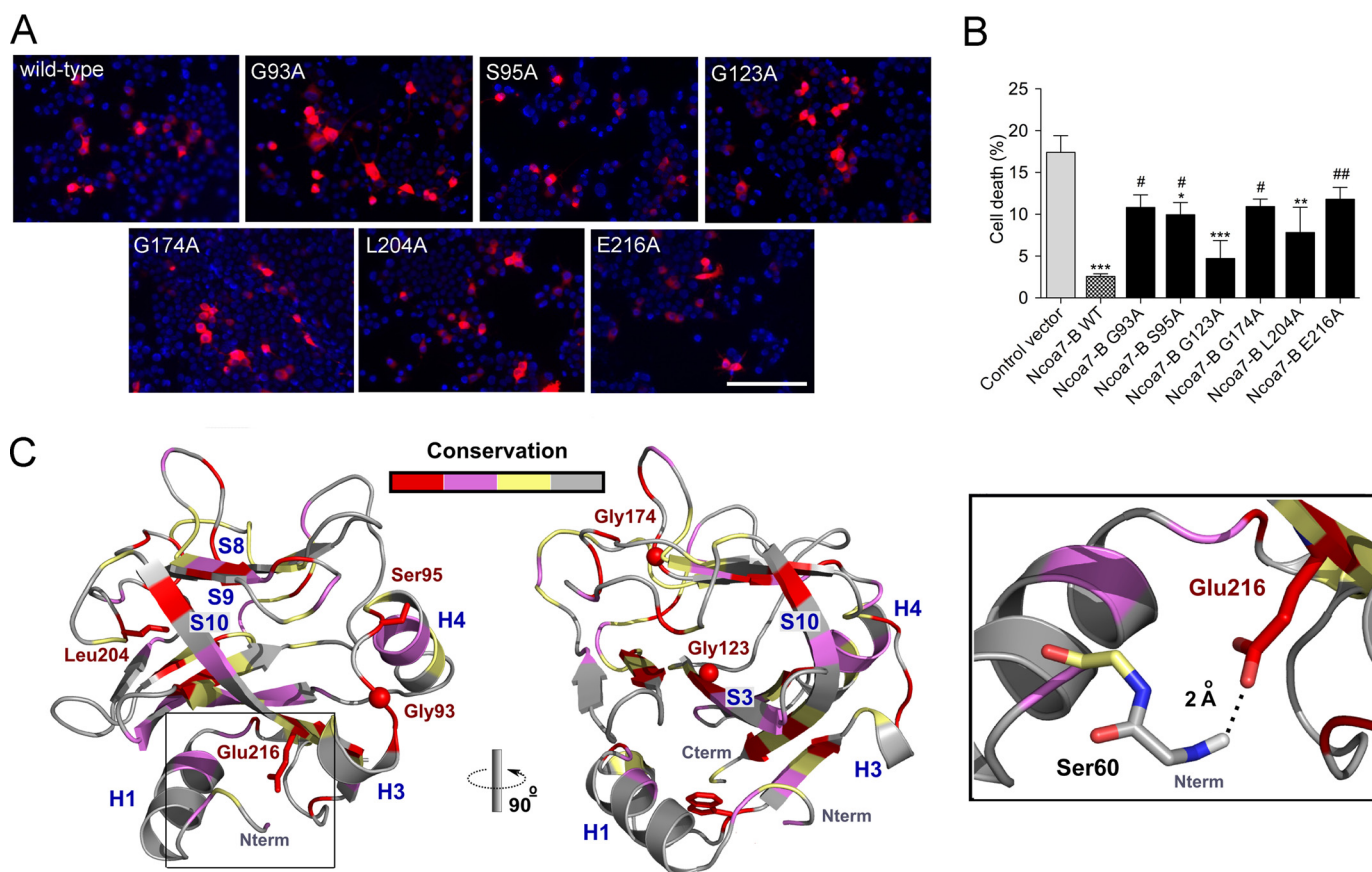 A
wild-type
G93A
S95A
G123A
G174A
L204A
E216A
B
Cell death (%)
25
20
15
10
5
0
***
#
#
*
***
#
**
##
Control vector
Ncoa7-B WT
Ncoa7-B G93A
Ncoa7-B S95A
Ncoa7-B G123A
Ncoa7-B G174A
Ncoa7-B L204A
Ncoa7-B E216A
C
Conservation
S8
S9
S10
Ser95
H4
Leu204
Gly93
Glu216
H1
H3
Nterm
90°
Gly174
S10
H4
Gly123
S3
Cterm
H3
H1
Nterm
Glu216
2 Å
Ser60
Nterm